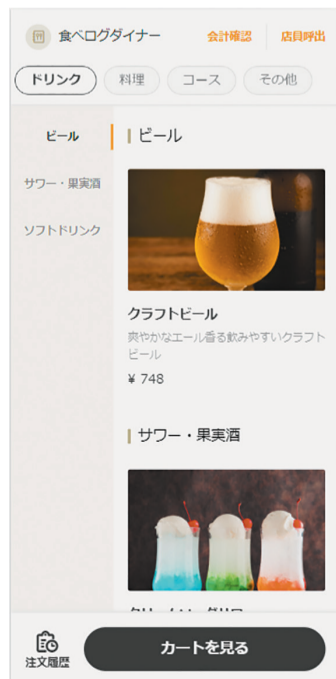 食べログダイナー
会計確認
店員呼出
ドリンク
料理
コース
その他
ビール
サワー・果実酒
ソフトドリンク
ビール
クラフトビール
爽やかなエール香る飲みやすいクラフト
ビール
¥ 748
サワー・果実酒
注文履歴
カートを見る